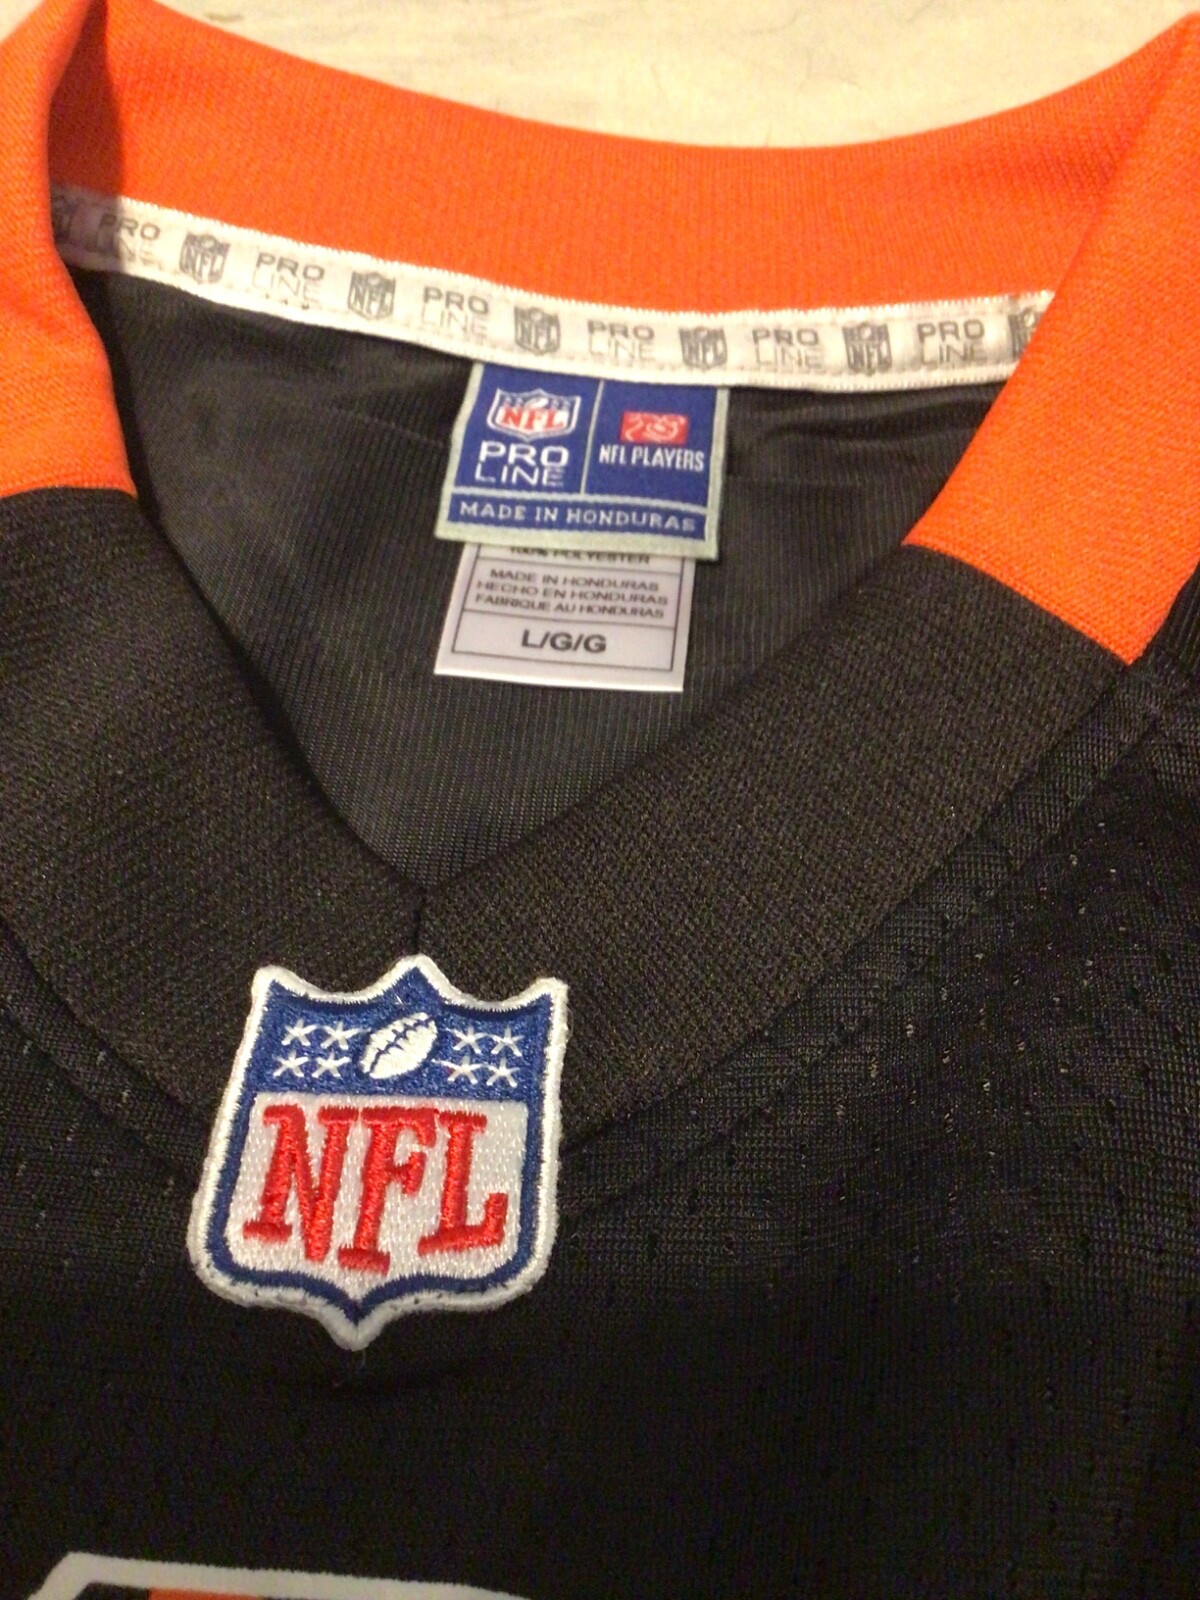 PRO LINE NFL PRO LINE NFL PRO LINE NFL PRO LINE NFL PRO LINE NFL PRO LINE
NFL
PRO
LINE
NFL PLAYERS
MADE IN HONDURAS
100% POLYESTER
MADE IN HONDURAS
HECHO EN HONDURAS
FABRIQUE AU HONDURAS
L/G/G
NFL